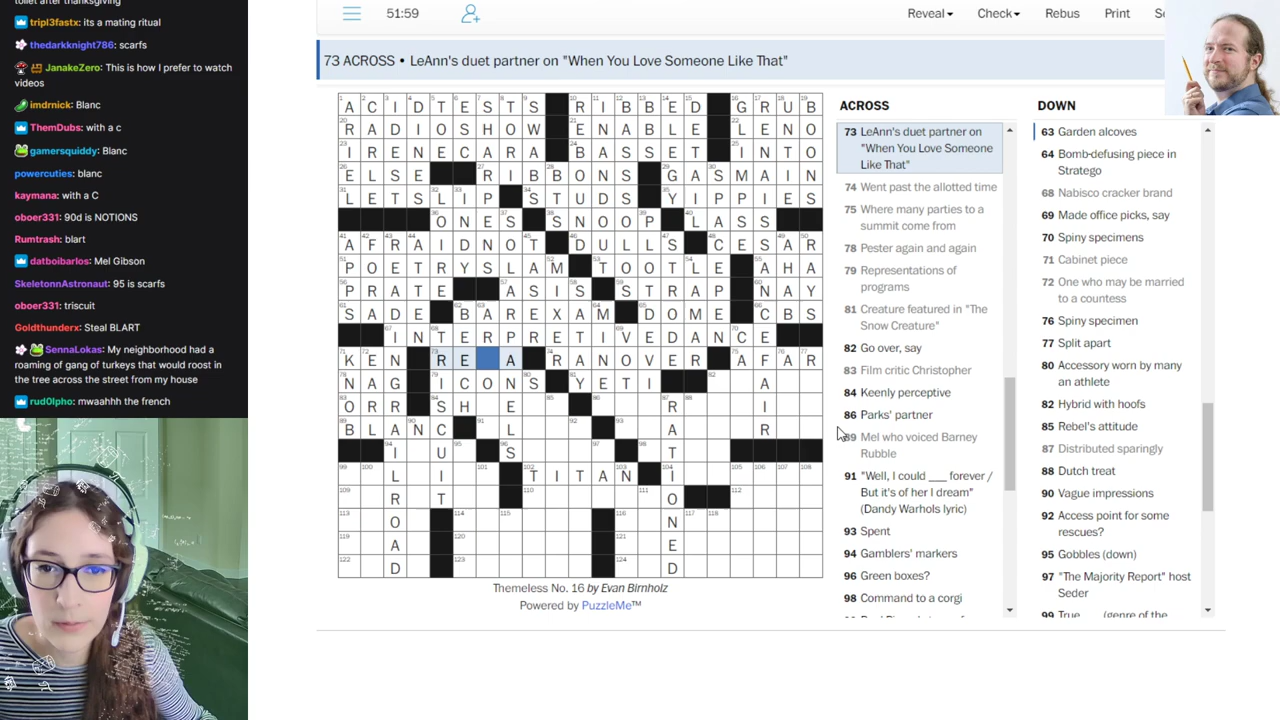 toilet after thanksgiving
tripl3fastx: its a mating ritual
thedarkknight786: scarfs
JanakeZero: This is how I prefer to watch
videos
imdrnick: Blanc
ThemDubs: with a c
gamersquiddy: Blanc
powercuties: blanc
kaymana: with a C
oboer331: 90d is NOTIONS
Rumtrash: blart
datboibarlos: Mel Gibson
SkeletonnAstronaut: 95 is scarfs
oboer331: triscuit
Goldthunderx: Steal BLART
SennaLokas: My neighborhood had a
roaming of gang of turkeys that would roost in
the tree across the street from my house
rud0lpho: mwaahhh the french
51:59
Reveal
Check
Rebus
Print
73 ACROSS • LeAnn's duet partner on "When You Love Someone Like That"
A C I D T E S T S R I B B E D G R U B
R A D I O S H O W E N A B L E L E N O
I R E N E C A R A B A S S E T I N T O
E L S E R I B B O N S G A S M A I N
L E T S L I P S T U D S Y I P P I E S
O N E S S N O O P L A S S
A F R A I D N O T D U L L S C E S A R
P O E T R Y S L A M T O O T L E A H A
P R A T E A S I S S T R A P N A Y
S A D E B A R E X A M D O M E C B S
I N T E R P R E T I V E D A N C E
K E N R E A R A N O V E R A F A R
N A G I C O N S Y E T I A
O R R S H E R I
B L A N C L A R
I U S T
L I T I T A N I
R T O
O N
A E
D D
Themeless No. 16 by Evan Birnholz
Powered by PuzzleMe™
ACROSS
73 LeAnn's duet partner on
"When You Love Someone
Like That"
74 Went past the allotted time
75 Where many parties to a
summit come from
78 Pester again and again
79 Representations of
programs
81 Creature featured in "The
Snow Creature"
82 Go over, say
83 Film critic Christopher
84 Keenly perceptive
86 Parks' partner
89 Mel who voiced Barney
Rubble
91 "Well, I could ___ forever /
But it's of her I dream"
(Dandy Warhols lyric)
93 Spent
94 Gamblers' markers
96 Green boxes?
98 Command to a corgi
DOWN
63 Garden alcoves
64 Bomb-defusing piece in
Stratego
68 Nabisco cracker brand
69 Made office picks, say
70 Spiny specimens
71 Cabinet piece
72 One who may be married
to a countess
76 Spiny specimen
77 Split apart
80 Accessory worn by many
an athlete
82 Hybrid with hoofs
85 Rebel's attitude
87 Distributed sparingly
88 Dutch treat
90 Vague impressions
92 Access point for some
rescues?
95 Gobbles (down)
97 "The Majority Report" host
Seder